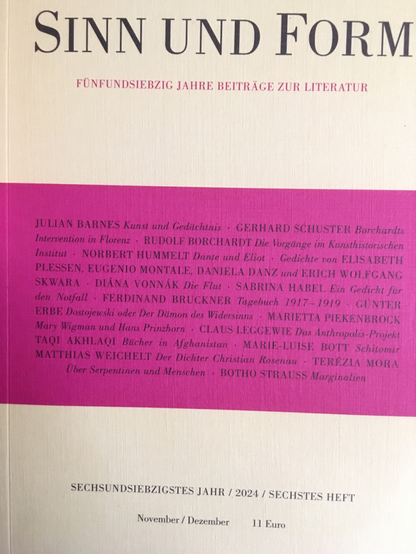 SINN UND FORM
FÜNFUNDSIEBZIG JAHRE BEITRÄGE ZUR LITERATUR
JULIAN BARNES Kunst und Gedächtnis · GERHARD SCHUSTER Borchardts
Intervention in Florenz · RUDOLF BORCHARDT Die Vorgänge im Kunsthistorischen
Institut · NORBERT HUMMELT Dante und Eliot · Gedichte von ELISABETH
PLESSEN, EUGENIO MONTALE, DANIELA DANZ und ERICH WOLFGANG
SKWARA · DIÁNA VONNÁK Die Flut · SABRINA HABEL Ein Gedicht für
den Notfall · FERDINAND BRUCKNER Tagebuch 1917–1919 · GÜNTER
ERBE Dostojewski oder Der Dämon des Widersinns · MARIETTA PIEKENBROCK
Mary Wigman und Hans Prinzhorn · CLAUS LEGGEWIE Das Anthropolis-Projekt
TAQI AKHLAQI Bücher in Afghanistan · MARIE-LUISE BOTT Schitomir
MATTHIAS WEICHELT Der Dichter Christian Rosenau · TERÉZIA MORA
Über Serpentinen und Menschen · BOTHO STRAUSS Marginalien
SECHSUNDSIEBZIGSTES JAHR / 2024 / SECHSTES HEFT
November / Dezember 11 Euro